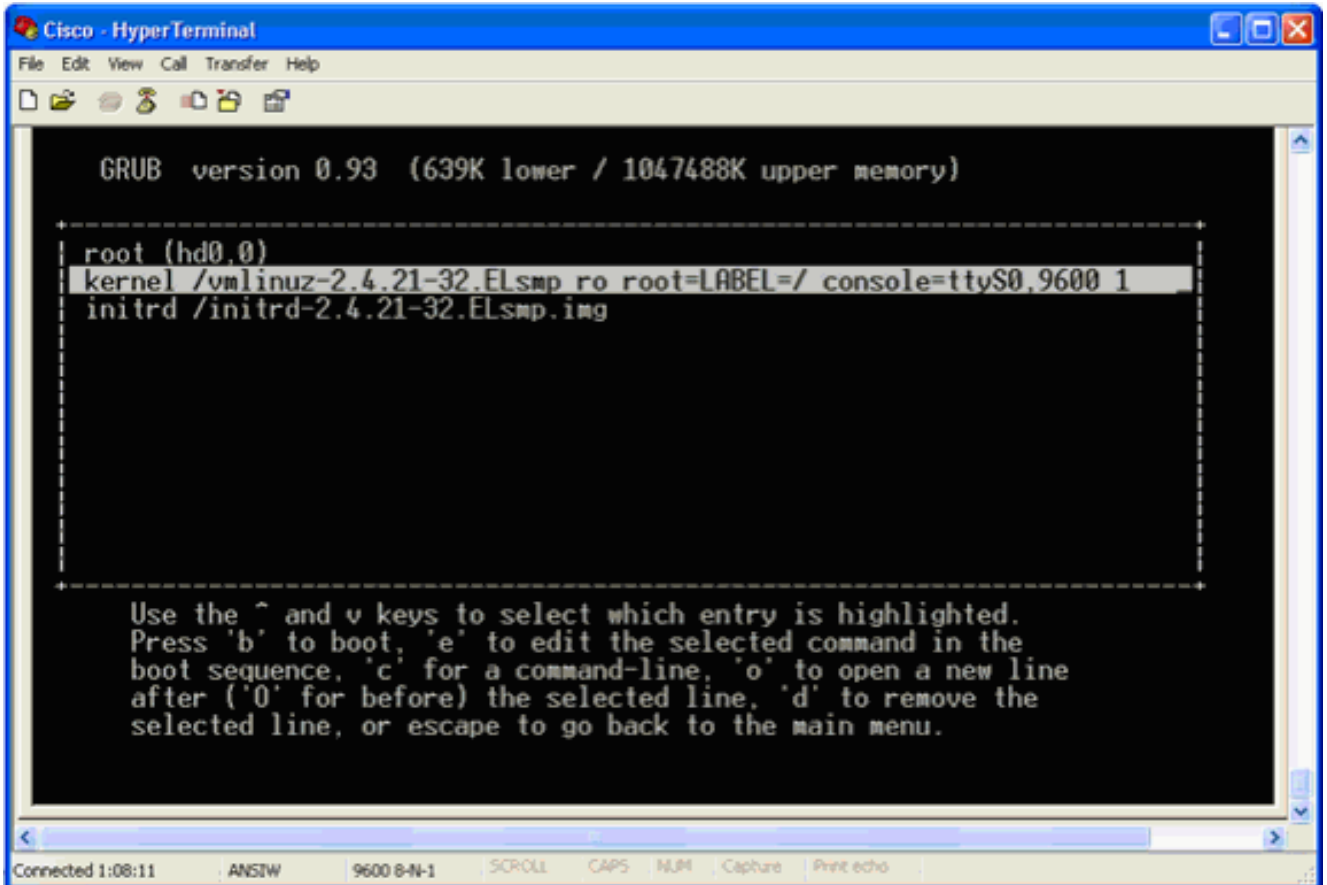 Cisco - HyperTerminal
File Edit View Call Transfer Help
GRUB version 0.93 (639K lower / 1047488K upper memory)
root (hd0,0)
kernel /vmlinuz-2.4.21-32.ELsmp ro root=LABEL=/ console=ttyS0,9600 1
initrd /initrd-2.4.21-32.ELsmp.img
Use the ^ and v keys to select which entry is highlighted.
Press 'b' to boot, 'e' to edit the selected command in the
boot sequence, 'c' for a command-line, 'o' to open a new line
after ('O' for before) the selected line, 'd' to remove the
selected line, or escape to go back to the main menu.
Connected 1:08:11 ANSIW 9600 8-N-1 SCROLL CAPS NUM Capture Print echo